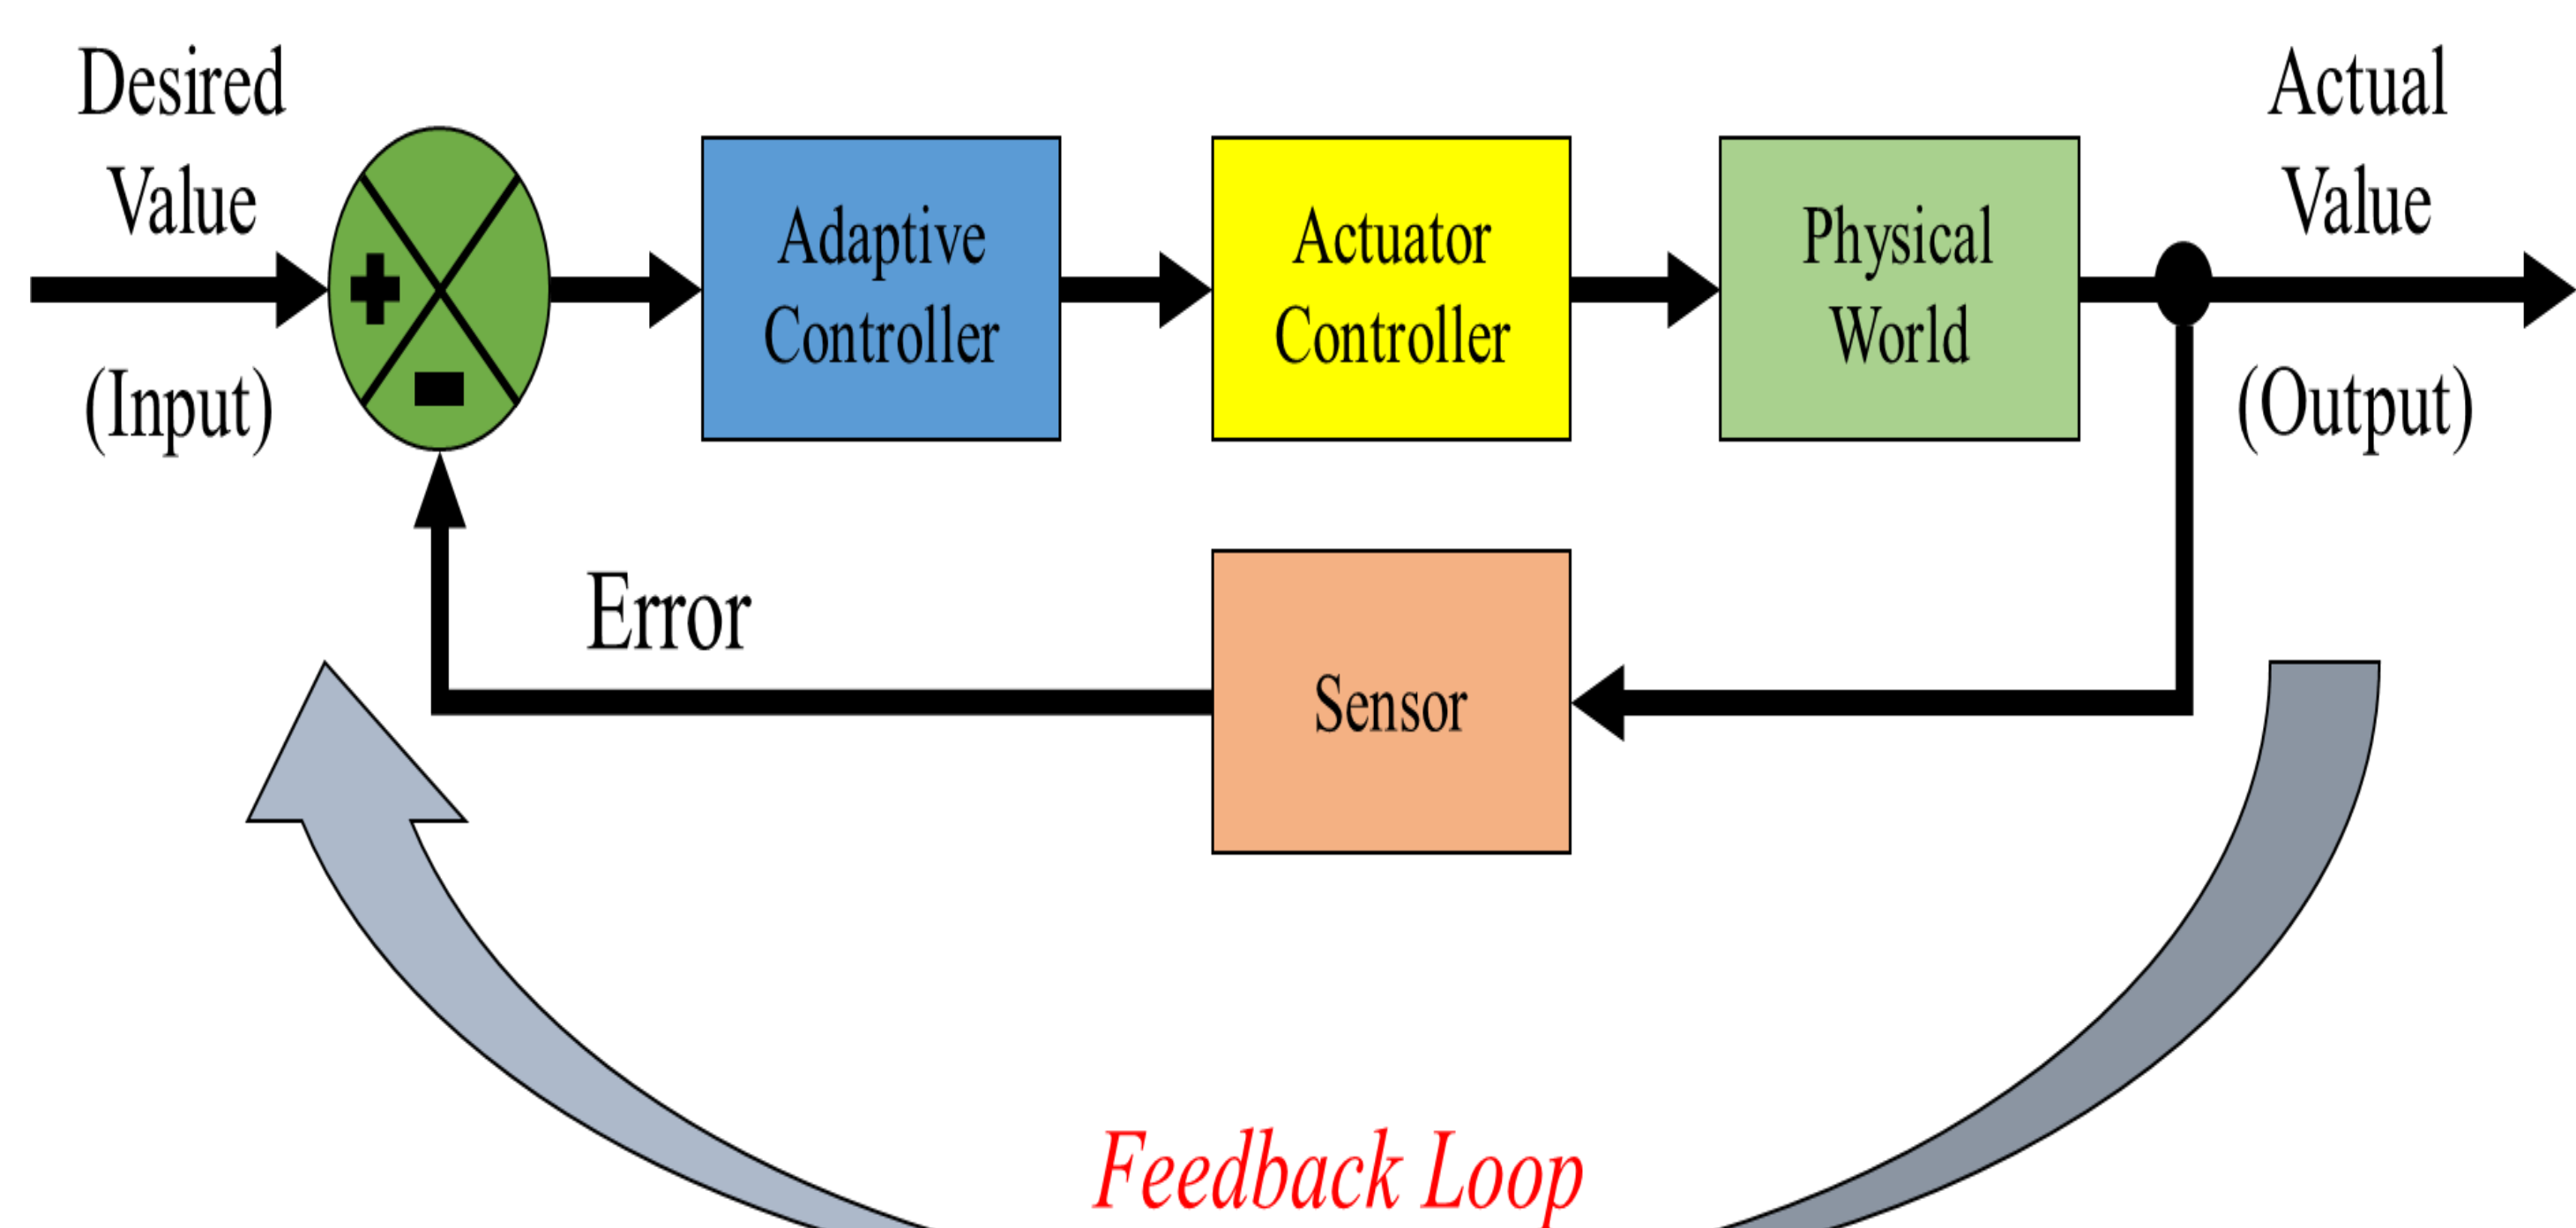 Desired
Value
(Input)
+
-
Adaptive
Controller
Actuator
Controller
Physical
World
Actual
Value
(Output)
Error
Sensor
Feedback Loop